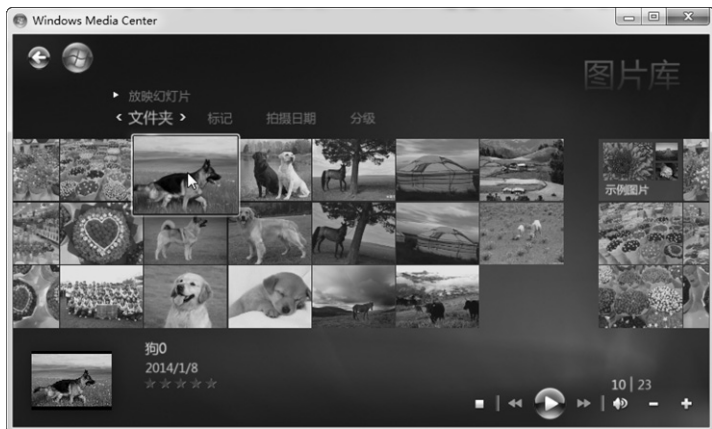 Windows Media Center
图片库
放映幻灯片
文件夹 标记 拍摄日期 分级
示例图片
狗0
2014/1/8
10 | 23